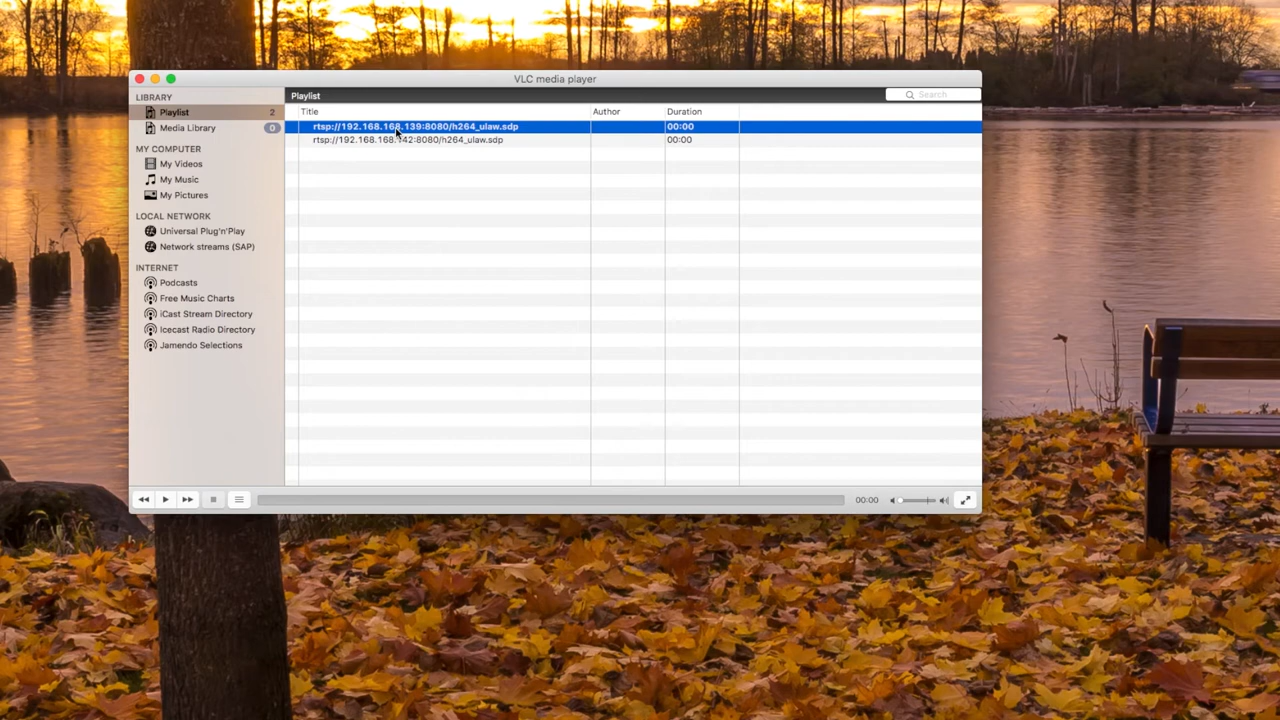 VLC media player
LIBRARY
Playlist 2
Media Library 0
MY COMPUTER
My Videos
My Music
My Pictures
LOCAL NETWORK
Universal Plug'n'Play
Network streams (SAP)
INTERNET
Podcasts
Free Music Charts
iCast Stream Directory
Icecast Radio Directory
Jamendo Selections
Playlist
Search
Title Author Duration
rtsp://192.168.168.139:8080/h264_ulaw.sdp 00:00
rtsp://192.168.168.142:8080/h264_ulaw.sdp 00:00
00:00